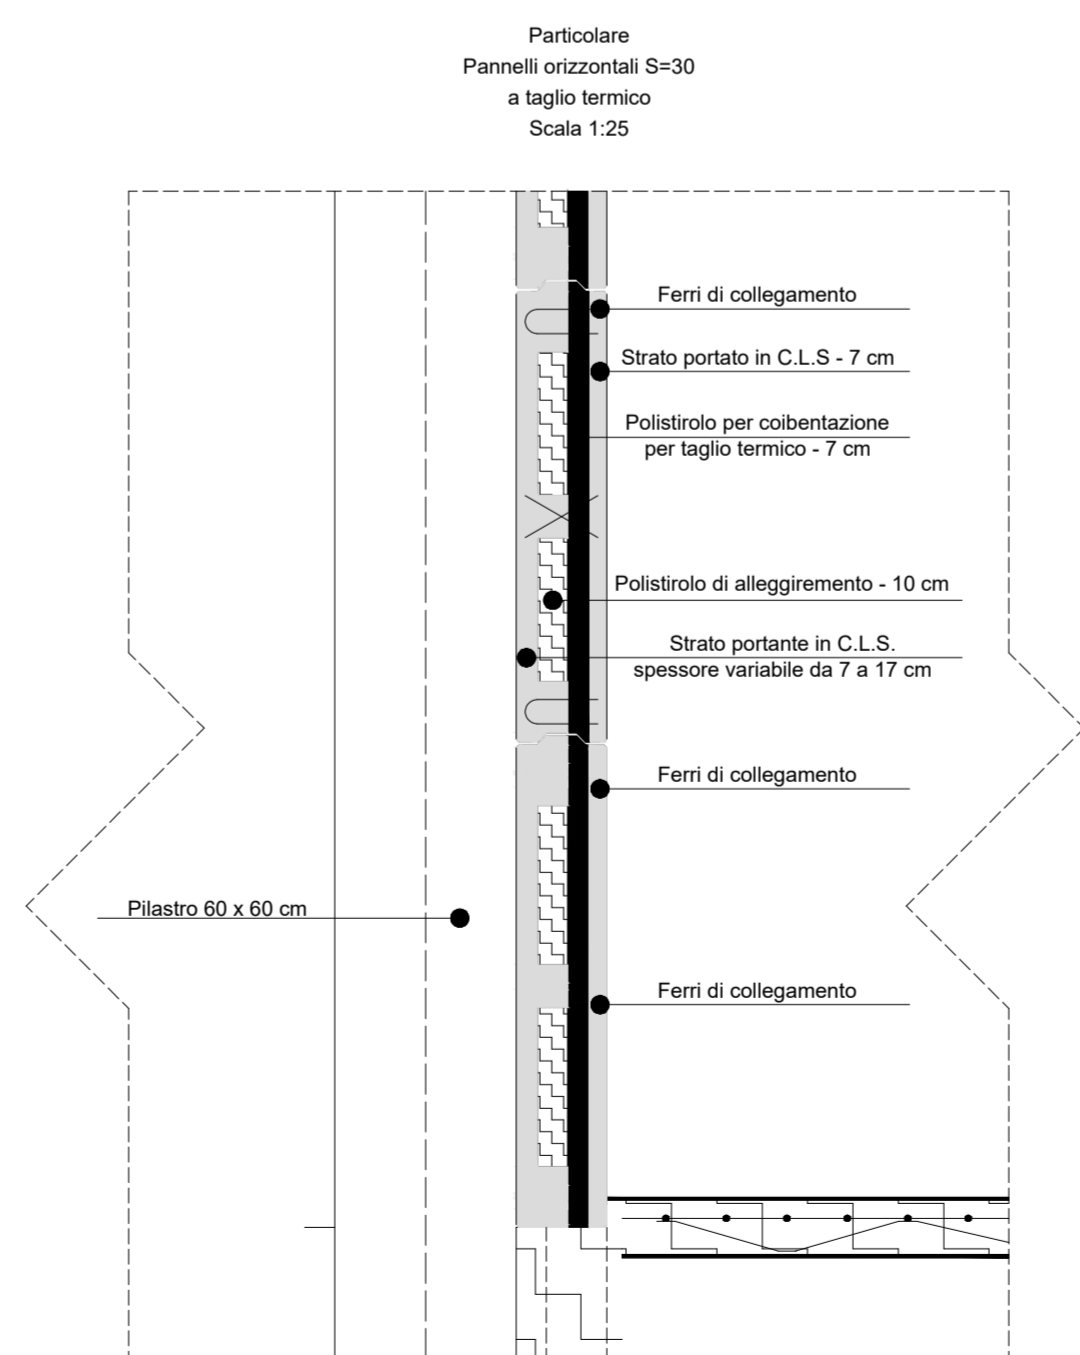 Particolare
Pannelli orizzontali S=30
a taglio termico
Scala 1:25
Ferri di collegamento
Strato portato in C.L.S - 7 cm
Polistirolo per coibentazione
per taglio termico - 7 cm
Polistirolo di alleggiremento - 10 cm
Strato portante in C.L.S.
spessore variabile da 7 a 17 cm
Ferri di collegamento
Pilastro 60 x 60 cm
Ferri di collegamento